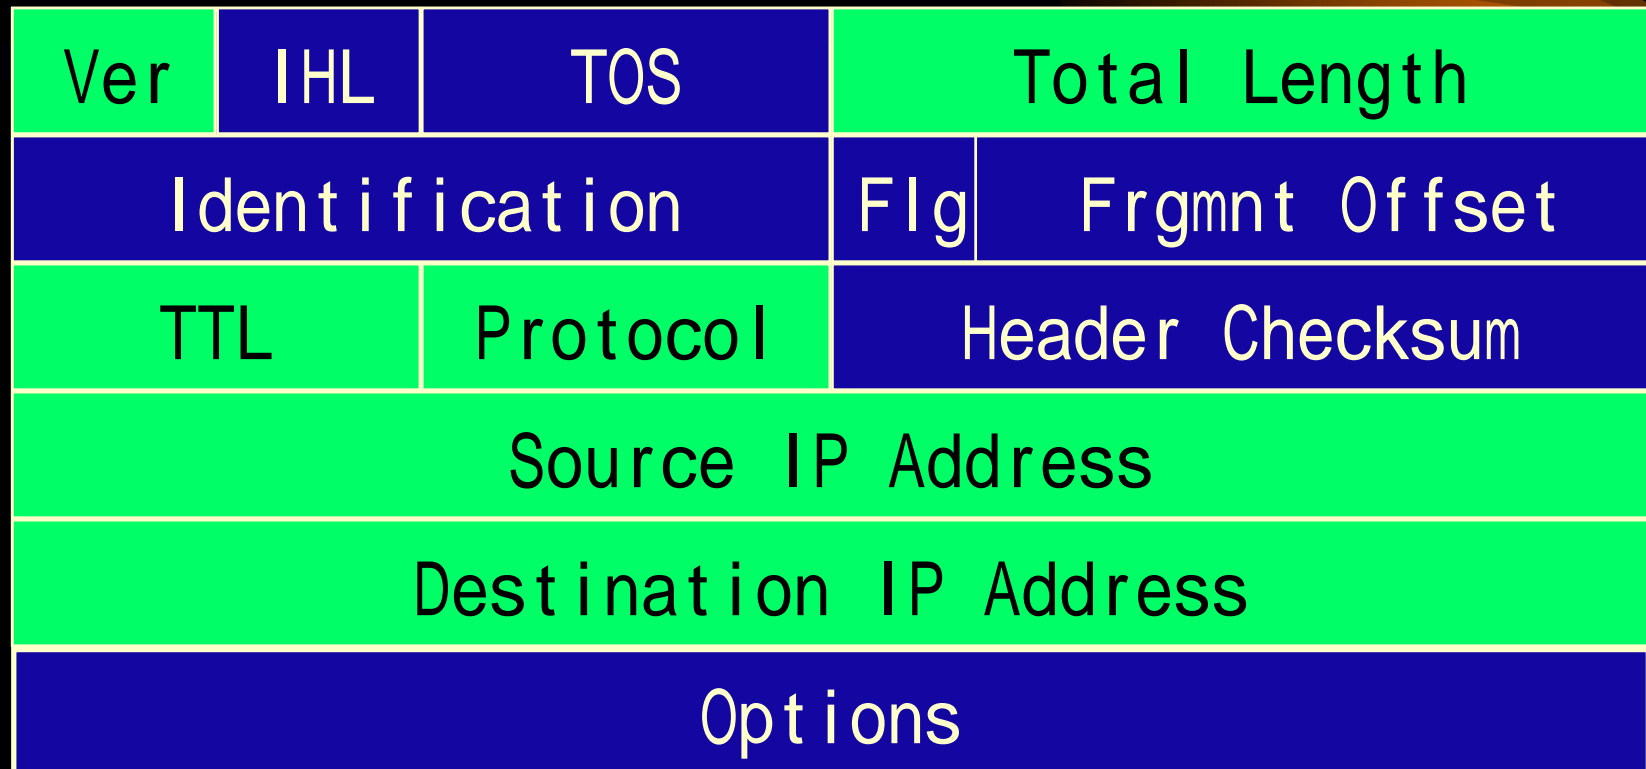 Ver IHL TOS Total Length
Identification Flg Frgmnt Offset
TTL Protocol Header Checksum
Source IP Address
Destination IP Address
Options